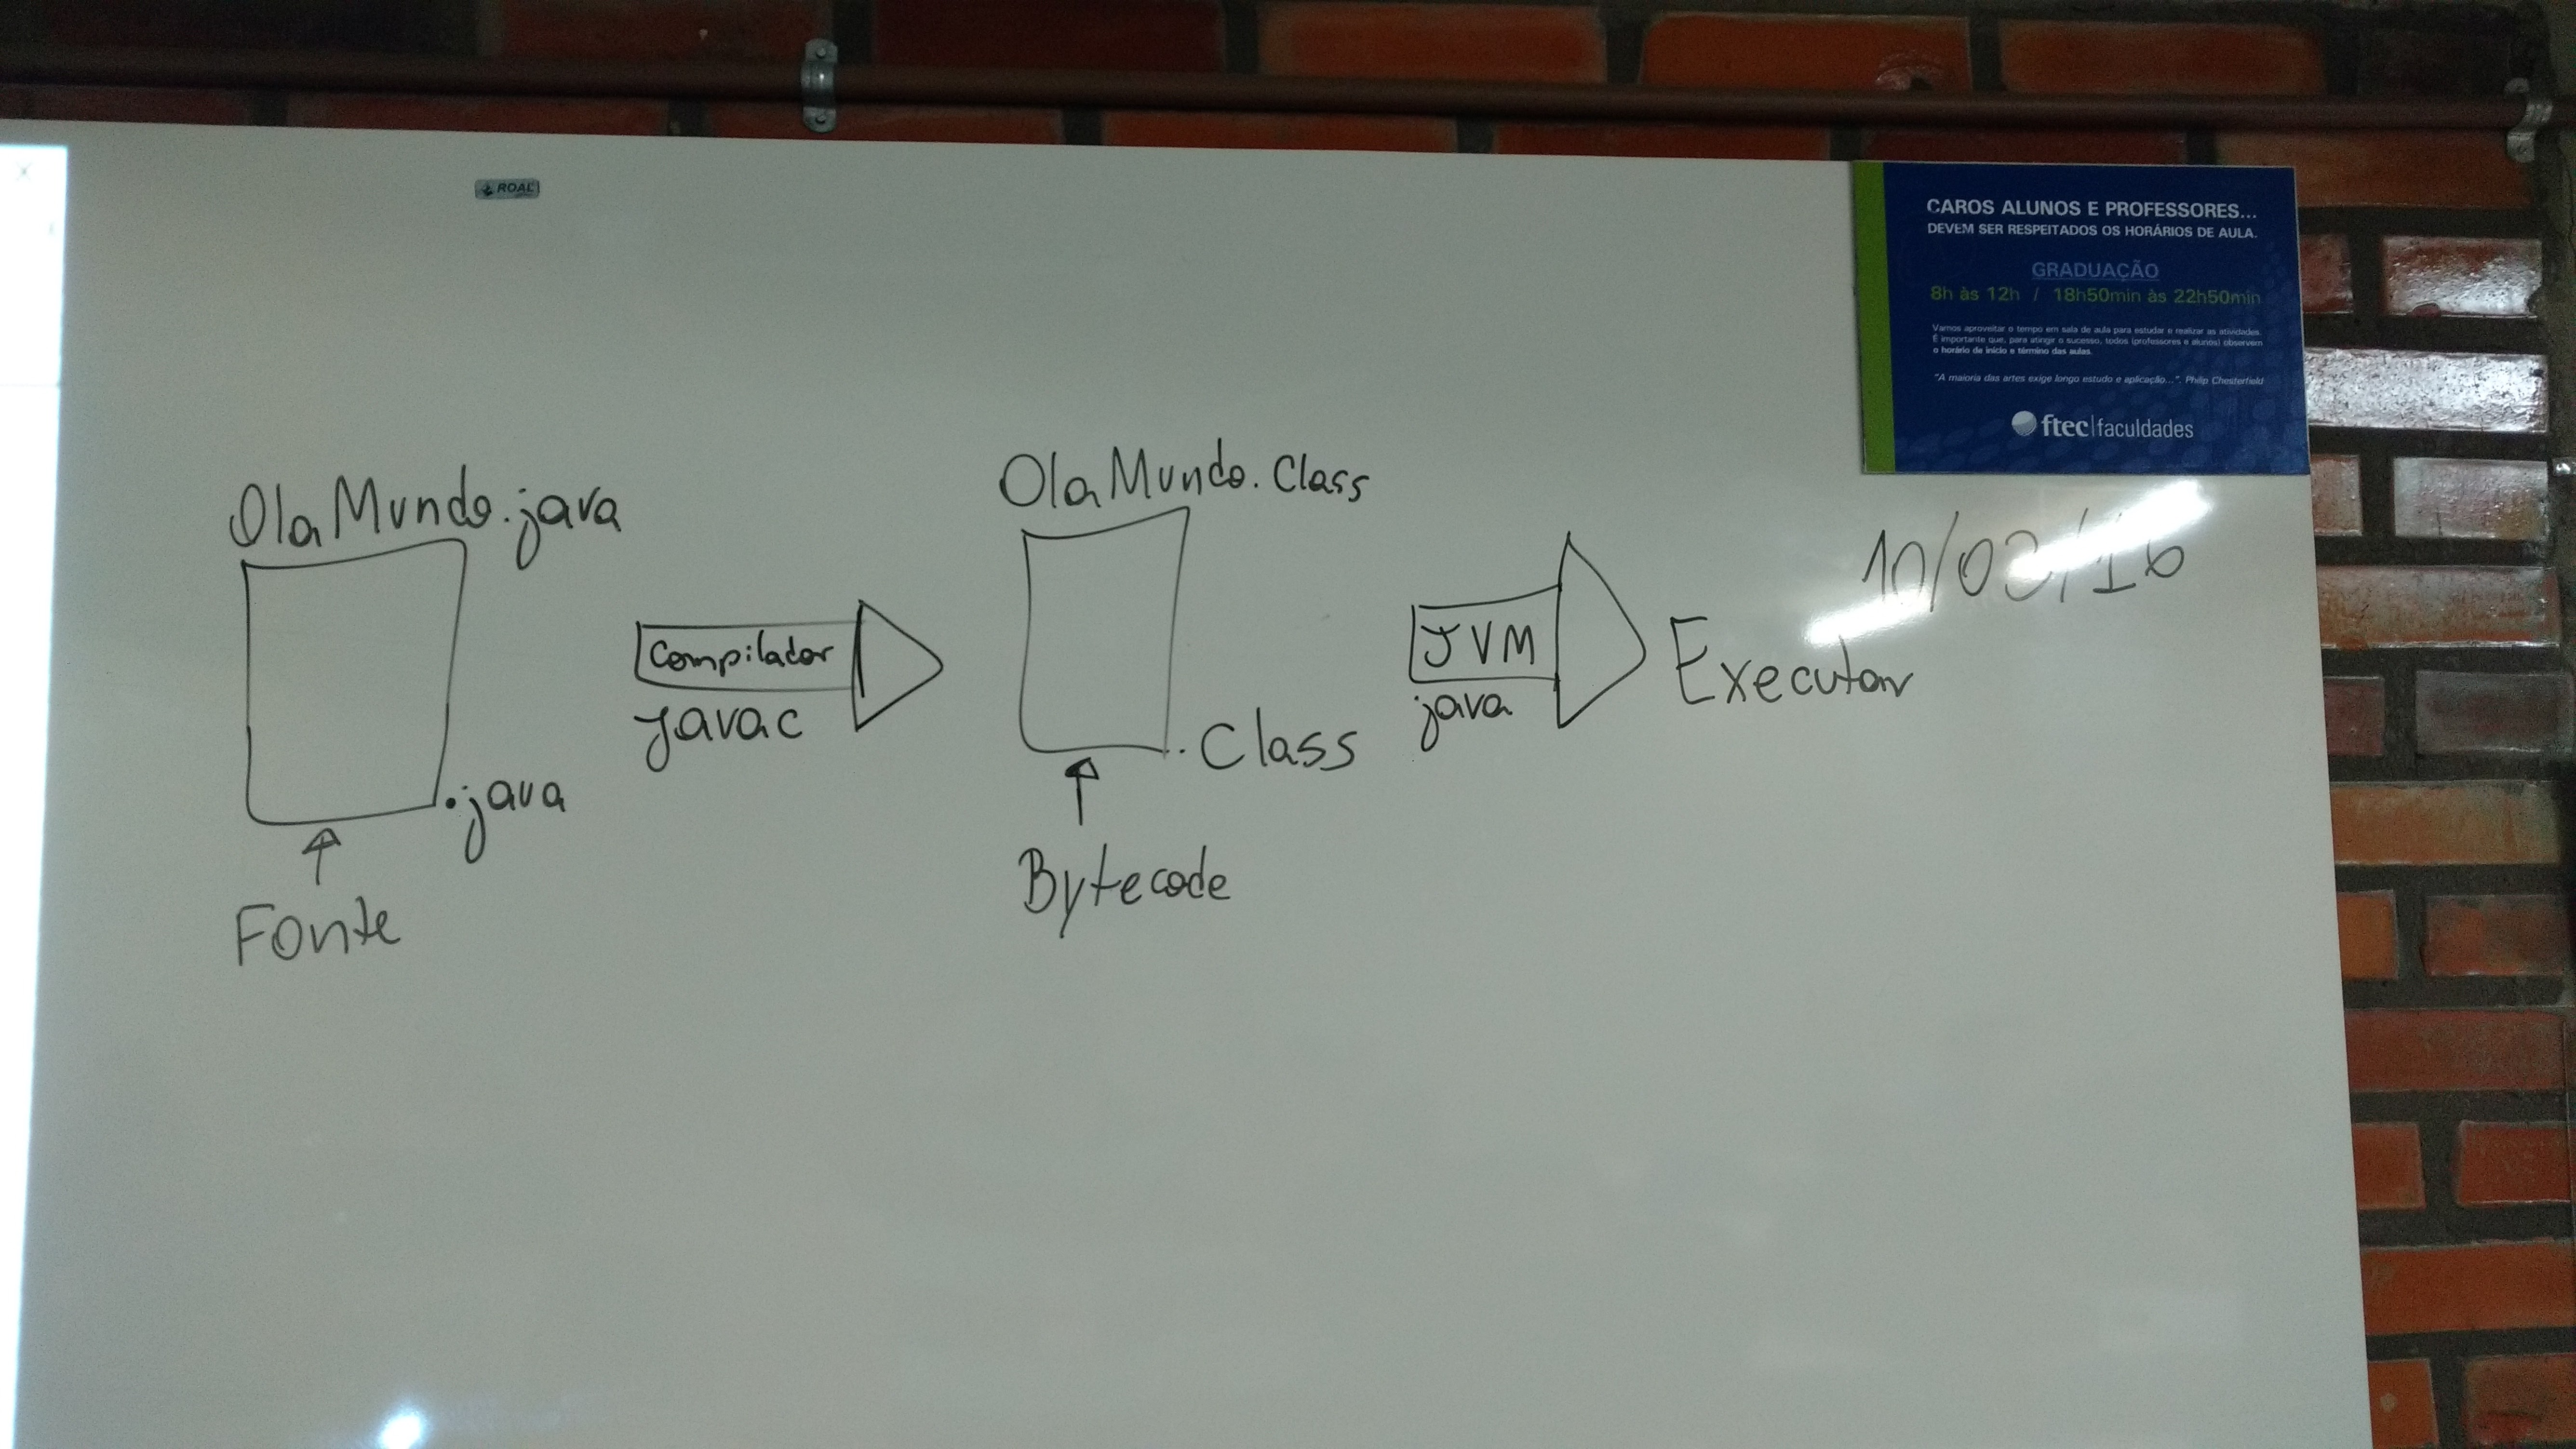 ROAL
CAROS ALUNOS E PROFESSORES...
DEVEM SER RESPEITADOS OS HORÁRIOS DE AULA.
GRADUAÇÃO
8h às 12h / 18h50min às 22h50min
Vamos aproveitar o tempo em sala de aula para estudar e realizar as atividades.
É importante que, para atingir o sucesso, todos (professores e alunos) observem
o horário de início e término das aulas.
"A maioria das artes exige longo estudo e aplicação...". Philip Chesterfield
ftec|faculdades
OlaMundo.java
.java
Fonte
Compilador
javac
OlaMundo.Class
.Class
Bytecode
JVM
java
Executar